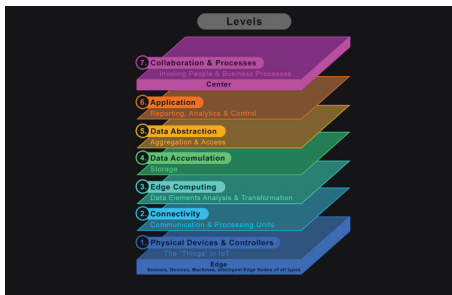 Levels
7. Collaboration & Processes
Involing People & Business Processes
Center
6. Application
Reporting, Analytics & Control
5. Data Abstraction
Aggregation & Access
4. Data Accumulation
Storage
3. Edge Computing
Data Elements Analysis & Transformation
2. Connectivity
Communication & Processing Units
1. Physical Devices & Controllers
The "Things" in IoT
Edge
Sensors, Devices, Machines, Intelligent Edge Nodes of all types